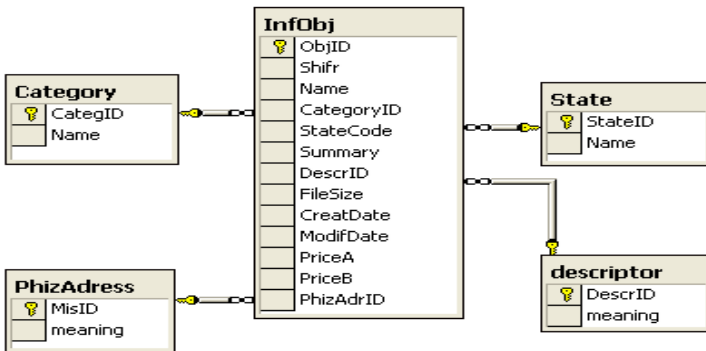 InfObj
ObjID
Shifr
Name
CategoryID
StateCode
Summary
DescrID
FileSize
CreatDate
ModifDate
PriceA
PriceB
PhizAdrID
Category
CategID
Name
PhizAdress
MisID
meaning
State
StateID
Name
descriptor
DescrID
meaning